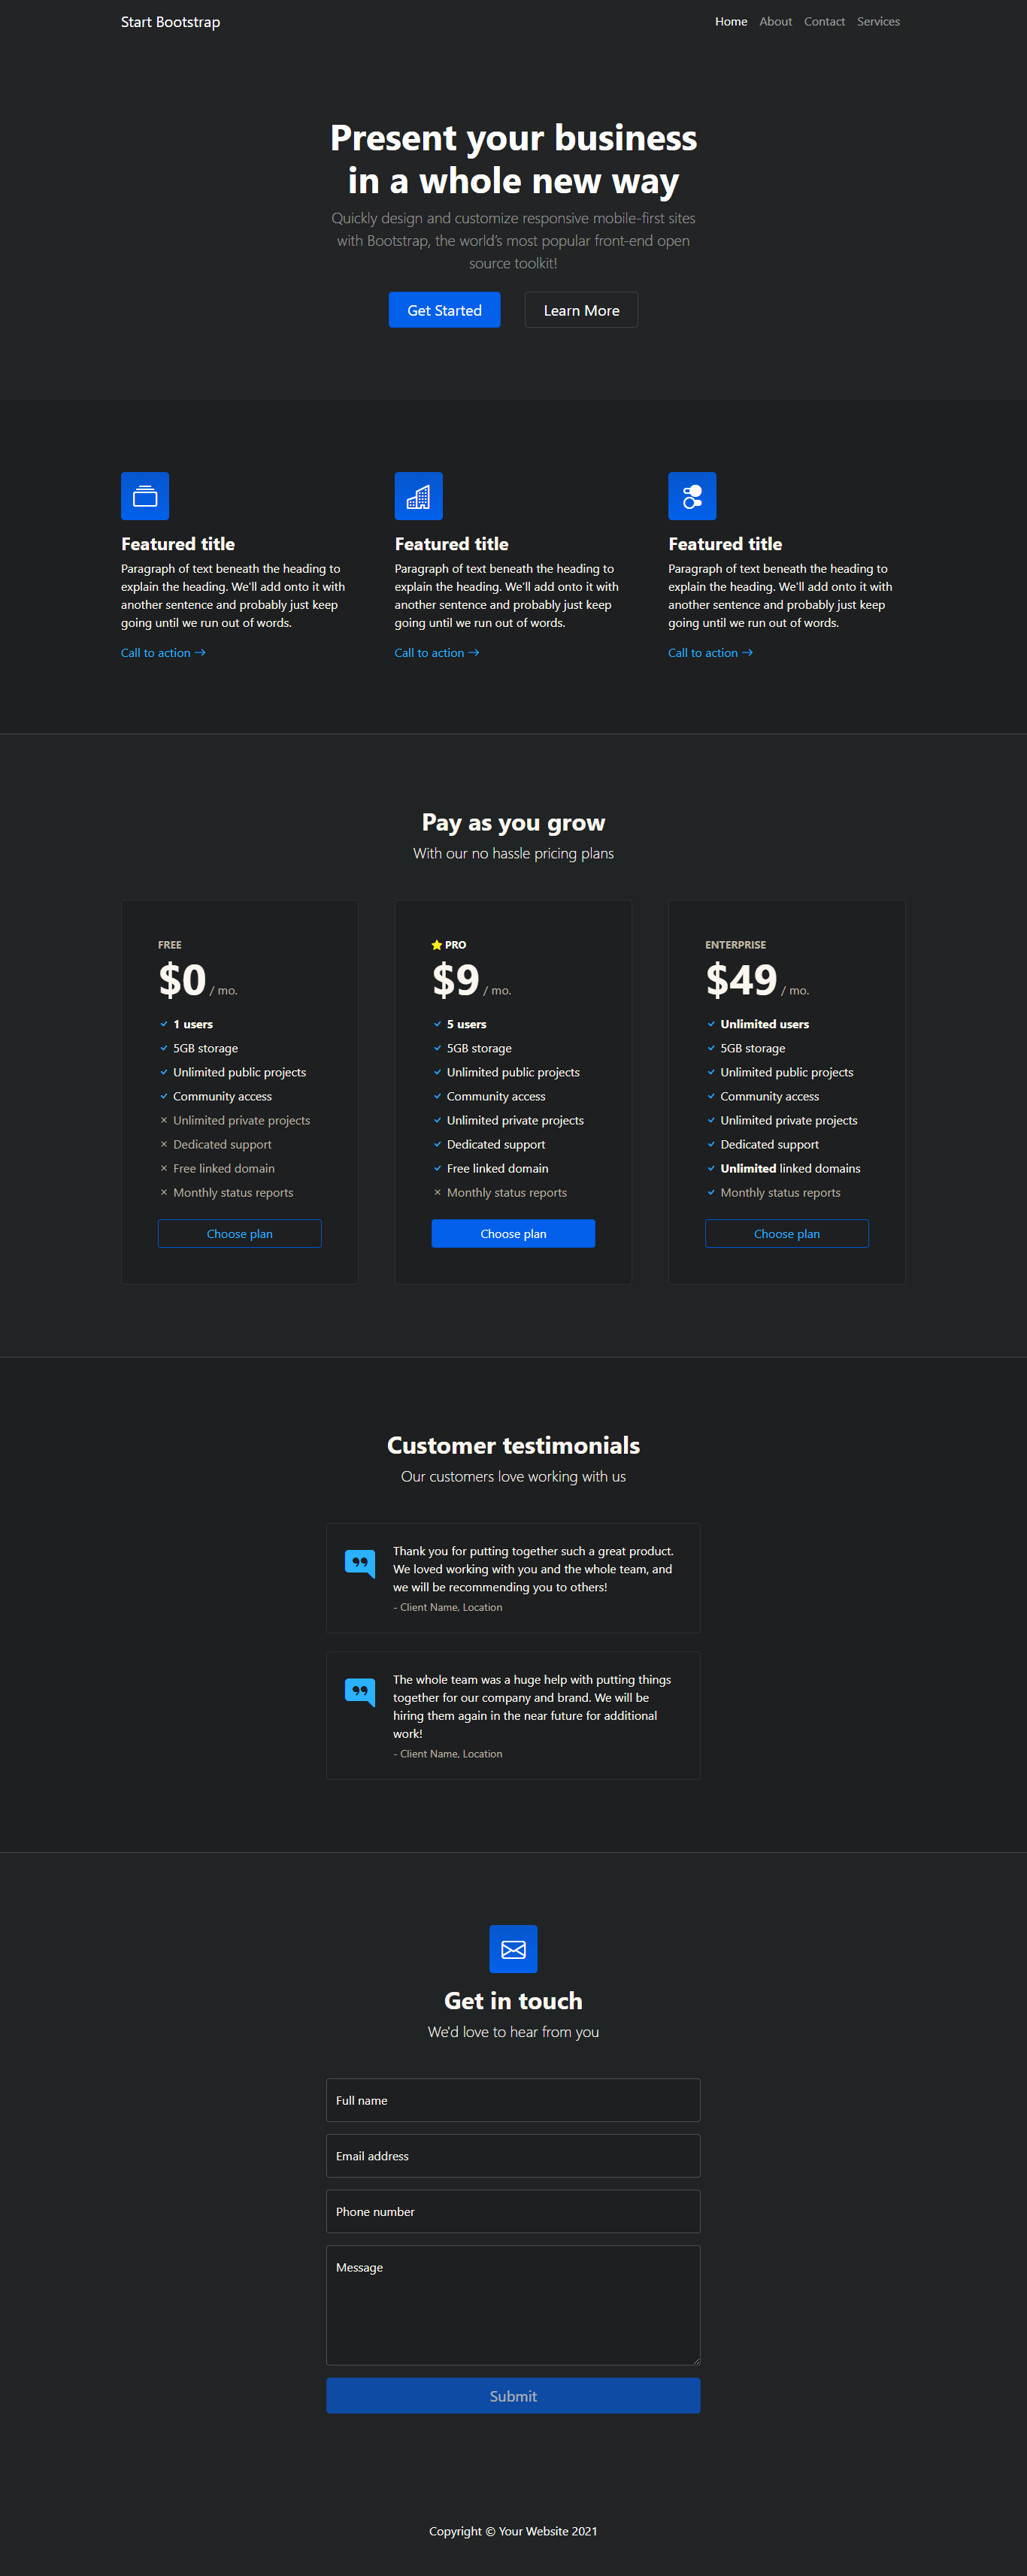 Start Bootstrap
Home About Contact Services
Present your business
in a whole new way
Quickly design and customize responsive mobile-first sites
with Bootstrap, the world's most popular front-end open
source toolkit!
Get Started
Learn More
Featured title
Paragraph of text beneath the heading to
explain the heading. We'll add onto it with
another sentence and probably just keep
going until we run out of words.
Call to action →
Featured title
Paragraph of text beneath the heading to
explain the heading. We'll add onto it with
another sentence and probably just keep
going until we run out of words.
Call to action →
Featured title
Paragraph of text beneath the heading to
explain the heading. We'll add onto it with
another sentence and probably just keep
going until we run out of words.
Call to action →
Pay as you grow
With our no hassle pricing plans
FREE
$0 / mo.
1 users
5GB storage
Unlimited public projects
Community access
Unlimited private projects
Dedicated support
Free linked domain
Monthly status reports
Choose plan
PRO
$9 / mo.
5 users
5GB storage
Unlimited public projects
Community access
Unlimited private projects
Dedicated support
Free linked domain
Monthly status reports
Choose plan
ENTERPRISE
$49 / mo.
Unlimited users
5GB storage
Unlimited public projects
Community access
Unlimited private projects
Dedicated support
Unlimited linked domains
Monthly status reports
Choose plan
Customer testimonials
Our customers love working with us
Thank you for putting together such a great product.
We loved working with you and the whole team, and
we will be recommending you to others!
- Client Name, Location
The whole team was a huge help with putting things
together for our company and brand. We will be
hiring them again in the near future for additional
work!
- Client Name, Location
Get in touch
We'd love to hear from you
Full name
Email address
Phone number
Message
Submit
Copyright © Your Website 2021